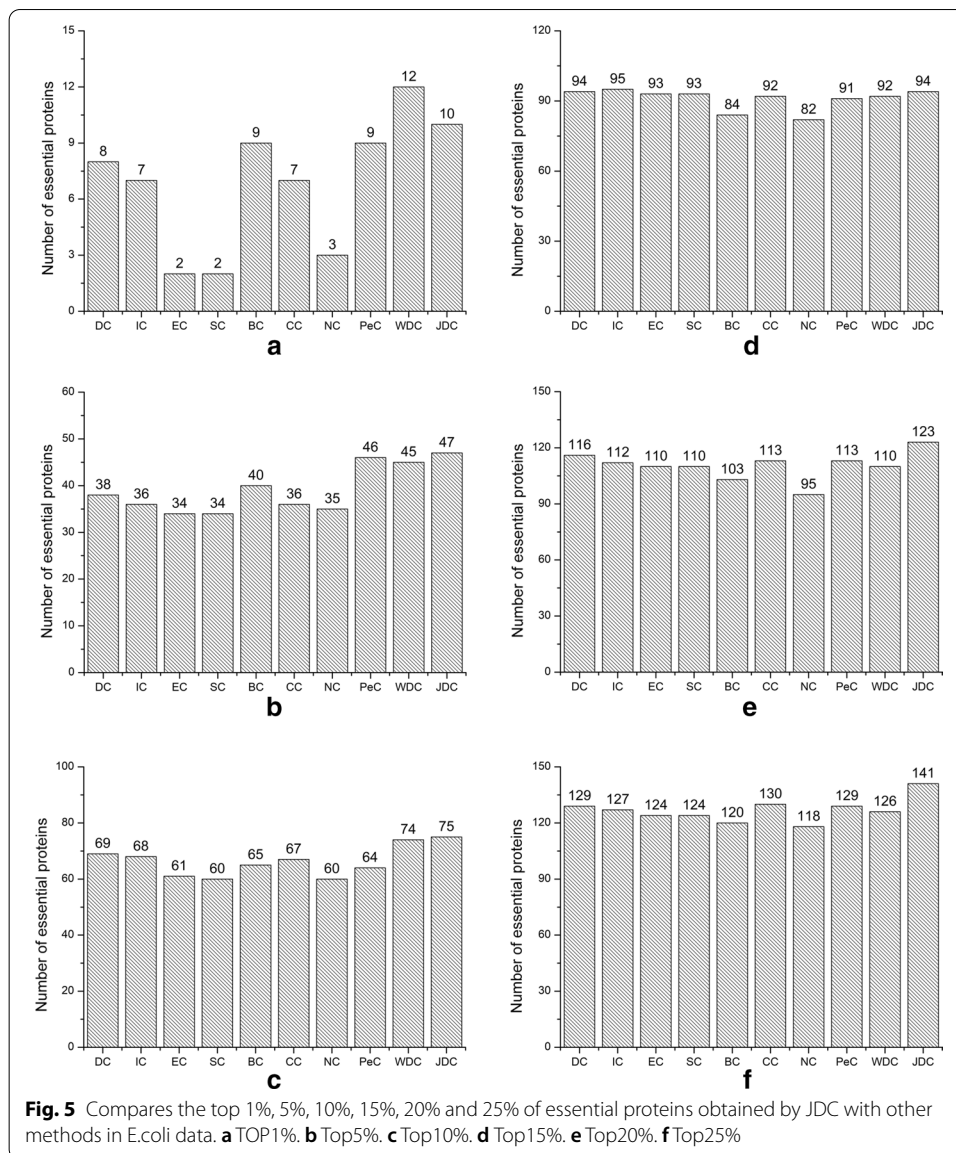 15
12
9
6
3
0
Number of essential proteins
8 7 2 2 9 7 3 9 12 10
DC IC EC SC BC CC NC PeC WDC JDC
a
120
90
60
30
0
Number of essential proteins
94 95 93 93 84 92 82 91 92 94
DC IC EC SC BC CC NC PeC WDC JDC
d
60
50
40
30
20
10
0
Number of essential proteins
38 36 34 34 40 36 35 46 45 47
DC IC EC SC BC CC NC PeC WDC JDC
b
150
120
90
60
30
0
Number of essential proteins
116 112 110 110 103 113 95 113 110 123
DC IC EC SC BC CC NC PeC WDC JDC
e
100
80
60
40
20
0
Number of essential proteins
69 68 61 60 65 67 60 64 74 75
DC IC EC SC BC CC NC PeC WDC JDC
c
150
120
90
60
30
0
Number of essential proteins
129 127 124 124 120 130 118 129 126 141
DC IC EC SC BC CC NC PeC WDC JDC
f
Fig. 5 Compares the top 1%, 5%, 10%, 15%, 20% and 25% of essential proteins obtained by JDC with other
methods in E.coli data. a TOP1%. b Top5%. c Top10%. d Top15%. e Top20%. f Top25%